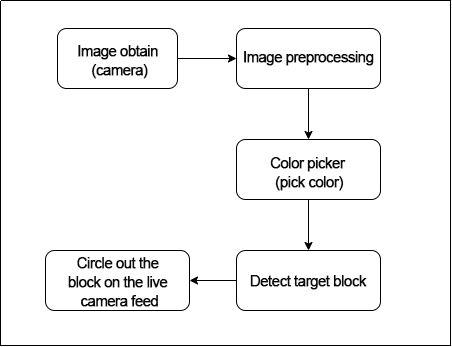 Image obtain
(camera)
Image preprocessing
Color picker
(pick color)
Detect target block
Circle out the
block on the live
camera feed